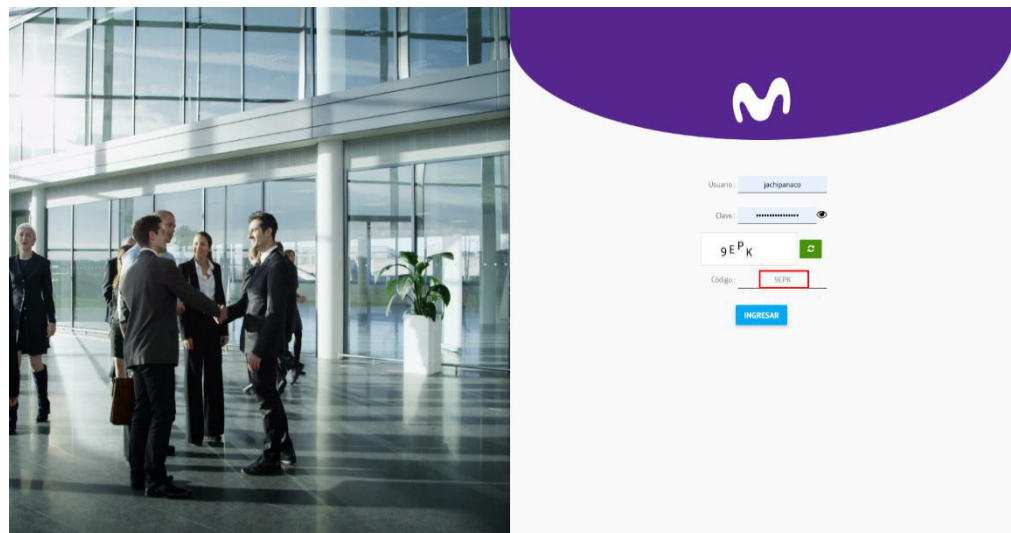 Usuario : jachipanaco
Clave : ••••••••••••••••
9EPK
Código : 9EPK
INGRESAR